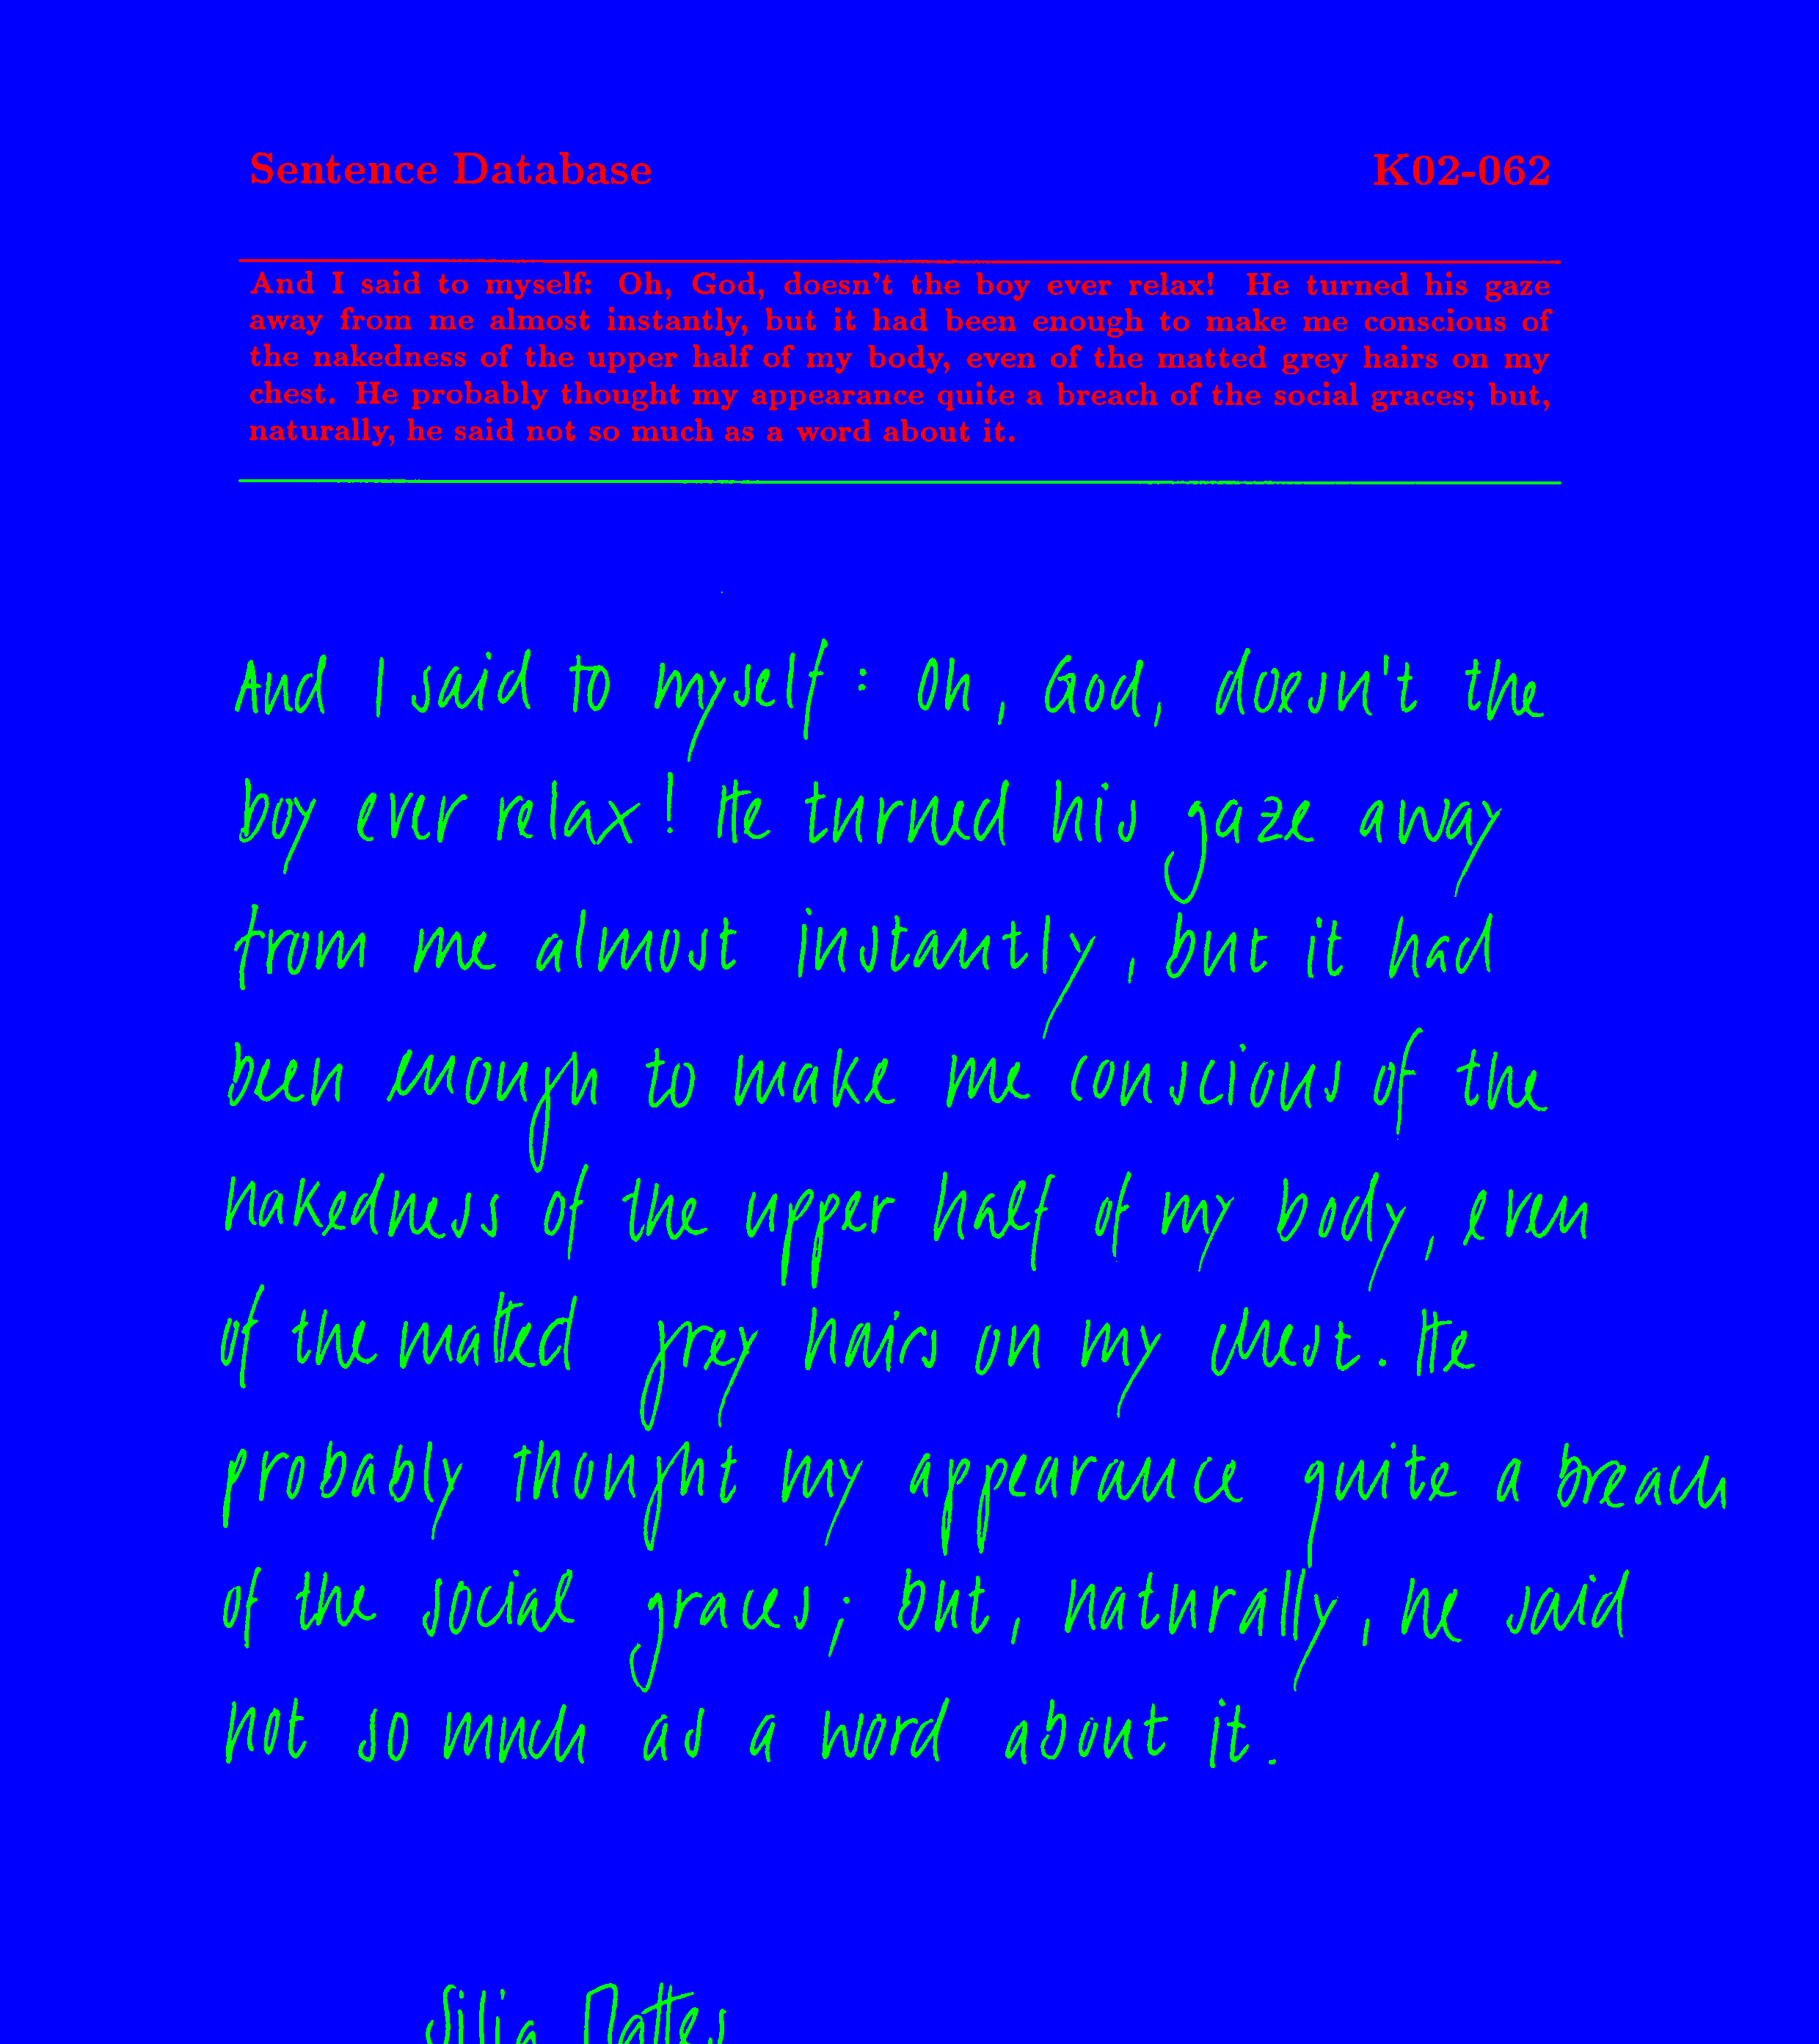 Sentence Database K02-062
And I said to myself: Oh, God, doesn't the boy ever relax! He turned his gaze
away from me almost instantly, but it had been enough to make me conscious of
the nakedness of the upper half of my body, even of the matted grey hairs on my
chest. He probably thought my appearance quite a breach of the social graces; but,
naturally, he said not so much as a word about it.
And I said to myself : Oh, God, doesn't the
boy ever relax! He turned his gaze away
from me almost instantly, but it had
been enough to make me conscious of the
nakedness of the upper half of my body, even
of the matted grey hairs on my chest. He
probably thought my appearance quite a breach
of the social graces; but, naturally, he said
not so much as a word about it.